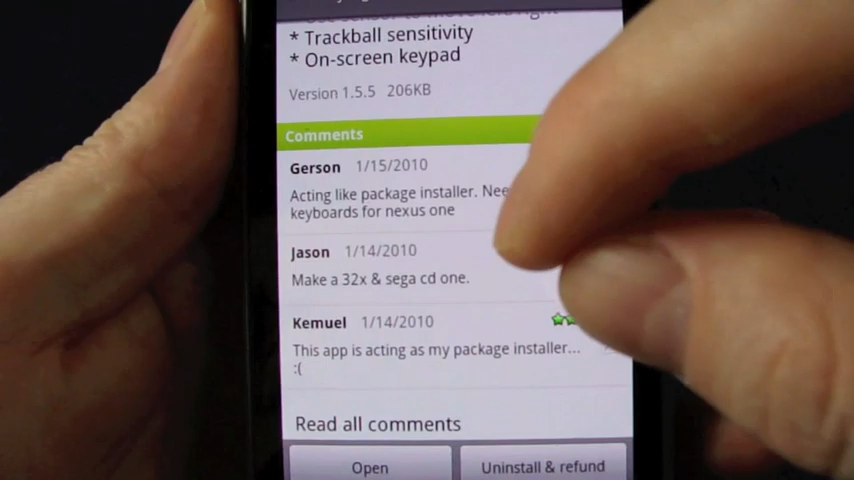 * Trackball sensitivity
* On-screen keypad
Version 1.5.5 206KB
Comments
Gerson 1/15/2010
Acting like package installer.
keyboards for nexus one
Jason 1/14/2010
Make a 32x & sega cd one.
Kemuel 1/14/2010
This app is acting as my package installer...
:(
Read all comments
Open
Uninstall & refund